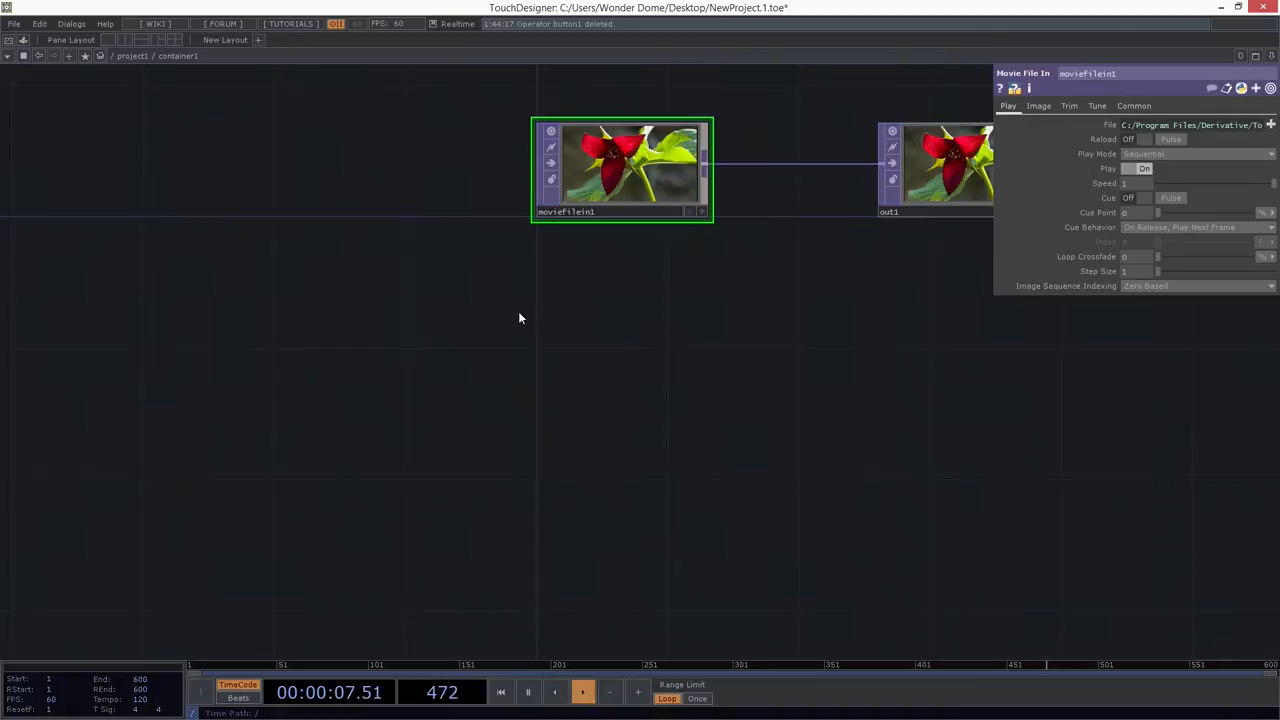 TouchDesigner: C:/Users/Wonder Dome/Desktop/NewProject.1.toe*
File Edit Dialogs Help [ WIKI ] [ FORUM ] [ TUTORIALS ] O|I 60 FPS: 60 Realtime 1:44:17 Operator button1 deleted.
Pane Layout New Layout +
/ project1 / container1
Movie File In moviefilein1
? ? i
Play Image Trim Tune Common
File C:/Program Files/Derivative/To
Reload Off Pulse
Play Mode Sequential
Play On
Speed 1
Cue Off Pulse
Cue Point 0 %
Cue Behavior On Release, Play Next Frame
Index
Loop Crossfade 0 %
Step Size 1
Image Sequence Indexing Zero Based
moviefilein1
out1
1 51 101 151 201 251 301 351 401 451 501 551 600
Start: 1 End: 600
RStart: 1 REnd: 600
FPS: 60 Tempo: 120
ResetF: 1 T Sig: 4 4
TimeCode
Beats
00:00:07.51
472
Range Limit
Loop Once
/ Time Path: /